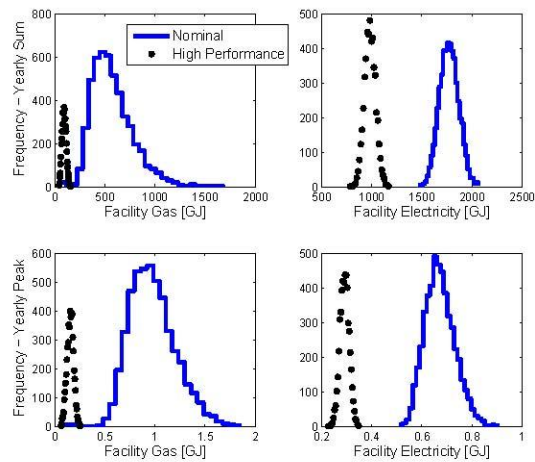 800
600
400
200
0
0 500 1000 1500 2000
Frequency – Yearly Sum
Facility Gas [GJ]
Nominal
High Performance
500
400
300
200
100
0
500 1000 1500 2000 2500
Facility Electricity [GJ]
600
500
400
300
200
100
0
0 0.5 1 1.5 2
Frequency – Yearly Peak
Facility Gas [GJ]
500
400
300
200
100
0
0.2 0.4 0.6 0.8 1
Facility Electricity [GJ]